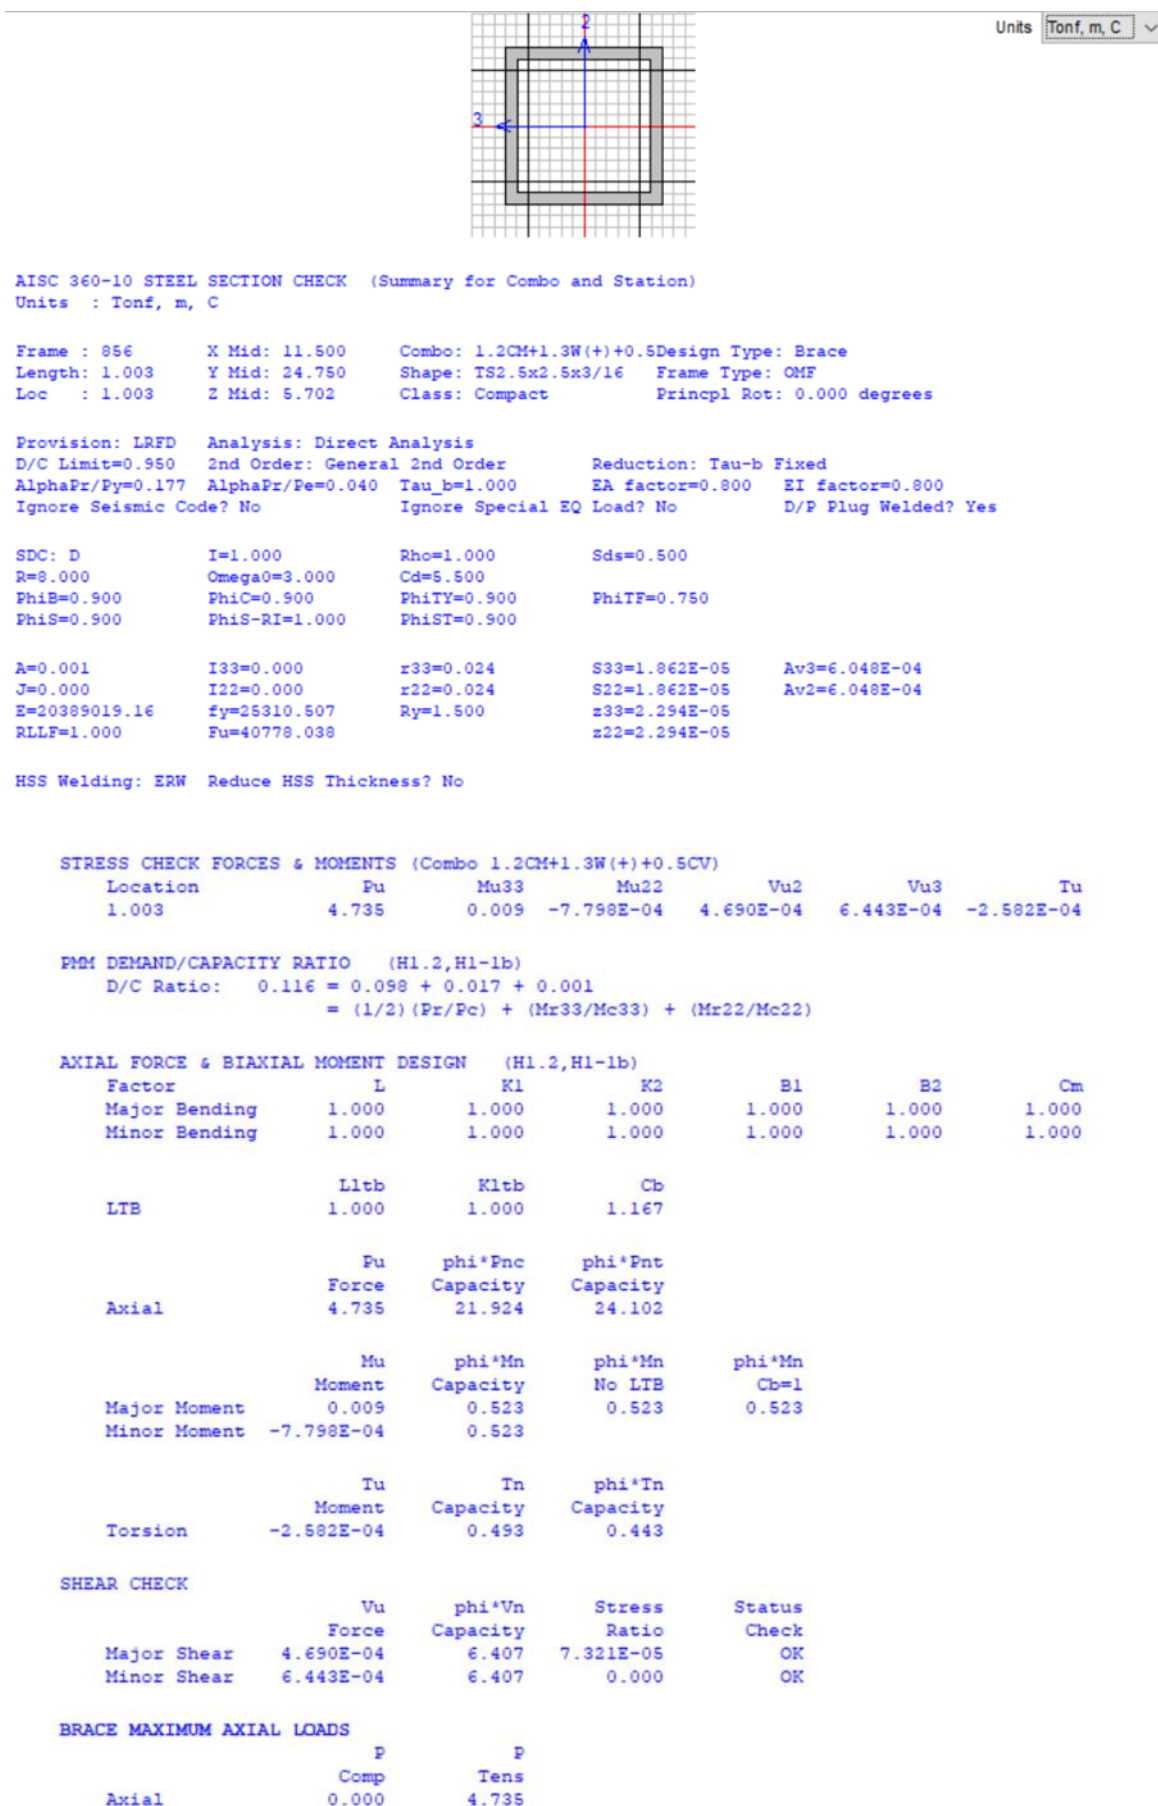 Units Tonf, m, C
2
3
AISC 360-10 STEEL SECTION CHECK (Summary for Combo and Station)
Units : Tonf, m, C
Frame : 856 X Mid: 11.500 Combo: 1.2CM+1.3W(+)+0.5Design Type: Brace
Length: 1.003 Y Mid: 24.750 Shape: TS2.5x2.5x3/16 Frame Type: OMF
Loc : 1.003 Z Mid: 5.702 Class: Compact Princpl Rot: 0.000 degrees
Provision: LRFD Analysis: Direct Analysis
D/C Limit=0.950 2nd Order: General 2nd Order Reduction: Tau-b Fixed
AlphaPr/Py=0.177 AlphaPr/Pe=0.040 Tau_b=1.000 EA factor=0.800 EI factor=0.800
Ignore Seismic Code? No Ignore Special EQ Load? No D/P Plug Welded? Yes
SDC: D I=1.000 Rho=1.000 Sds=0.500
R=8.000 Omega0=3.000 Cd=5.500
PhiB=0.900 PhiC=0.900 PhiTY=0.900 PhiTF=0.750
PhiS=0.900 PhiS-RI=1.000 PhiST=0.900
A=0.001 I33=0.000 r33=0.024 S33=1.862E-05 Av3=6.048E-04
J=0.000 I22=0.000 r22=0.024 S22=1.862E-05 Av2=6.048E-04
E=20389019.16 fy=25310.507 Ry=1.500 z33=2.294E-05
RLLF=1.000 Fu=40778.038 z22=2.294E-05
HSS Welding: ERW Reduce HSS Thickness? No
STRESS CHECK FORCES & MOMENTS (Combo 1.2CM+1.3W(+)+0.5CV)
Location Pu Mu33 Mu22 Vu2 Vu3 Tu
1.003 4.735 0.009 -7.798E-04 4.690E-04 6.443E-04 -2.582E-04
PMM DEMAND/CAPACITY RATIO (H1.2,H1-1b)
D/C Ratio: 0.116 = 0.098 + 0.017 + 0.001
= (1/2)(Pr/Pc) + (Mr33/Mc33) + (Mr22/Mc22)
AXIAL FORCE & BIAXIAL MOMENT DESIGN (H1.2,H1-1b)
Factor L K1 K2 B1 B2 Cm
Major Bending 1.000 1.000 1.000 1.000 1.000 1.000
Minor Bending 1.000 1.000 1.000 1.000 1.000 1.000
Lltb Kltb Cb
LTB 1.000 1.000 1.167
Pu phi*Pnc phi*Pnt
Force Capacity Capacity
Axial 4.735 21.924 24.102
Mu phi*Mn phi*Mn phi*Mn
Moment Capacity No LTB Cb=1
Major Moment 0.009 0.523 0.523 0.523
Minor Moment -7.798E-04 0.523
Tu Tn phi*Tn
Moment Capacity Capacity
Torsion -2.582E-04 0.493 0.443
SHEAR CHECK
Vu phi*Vn Stress Status
Force Capacity Ratio Check
Major Shear 4.690E-04 6.407 7.321E-05 OK
Minor Shear 6.443E-04 6.407 0.000 OK
BRACE MAXIMUM AXIAL LOADS
P P
Comp Tens
Axial 0.000 4.735